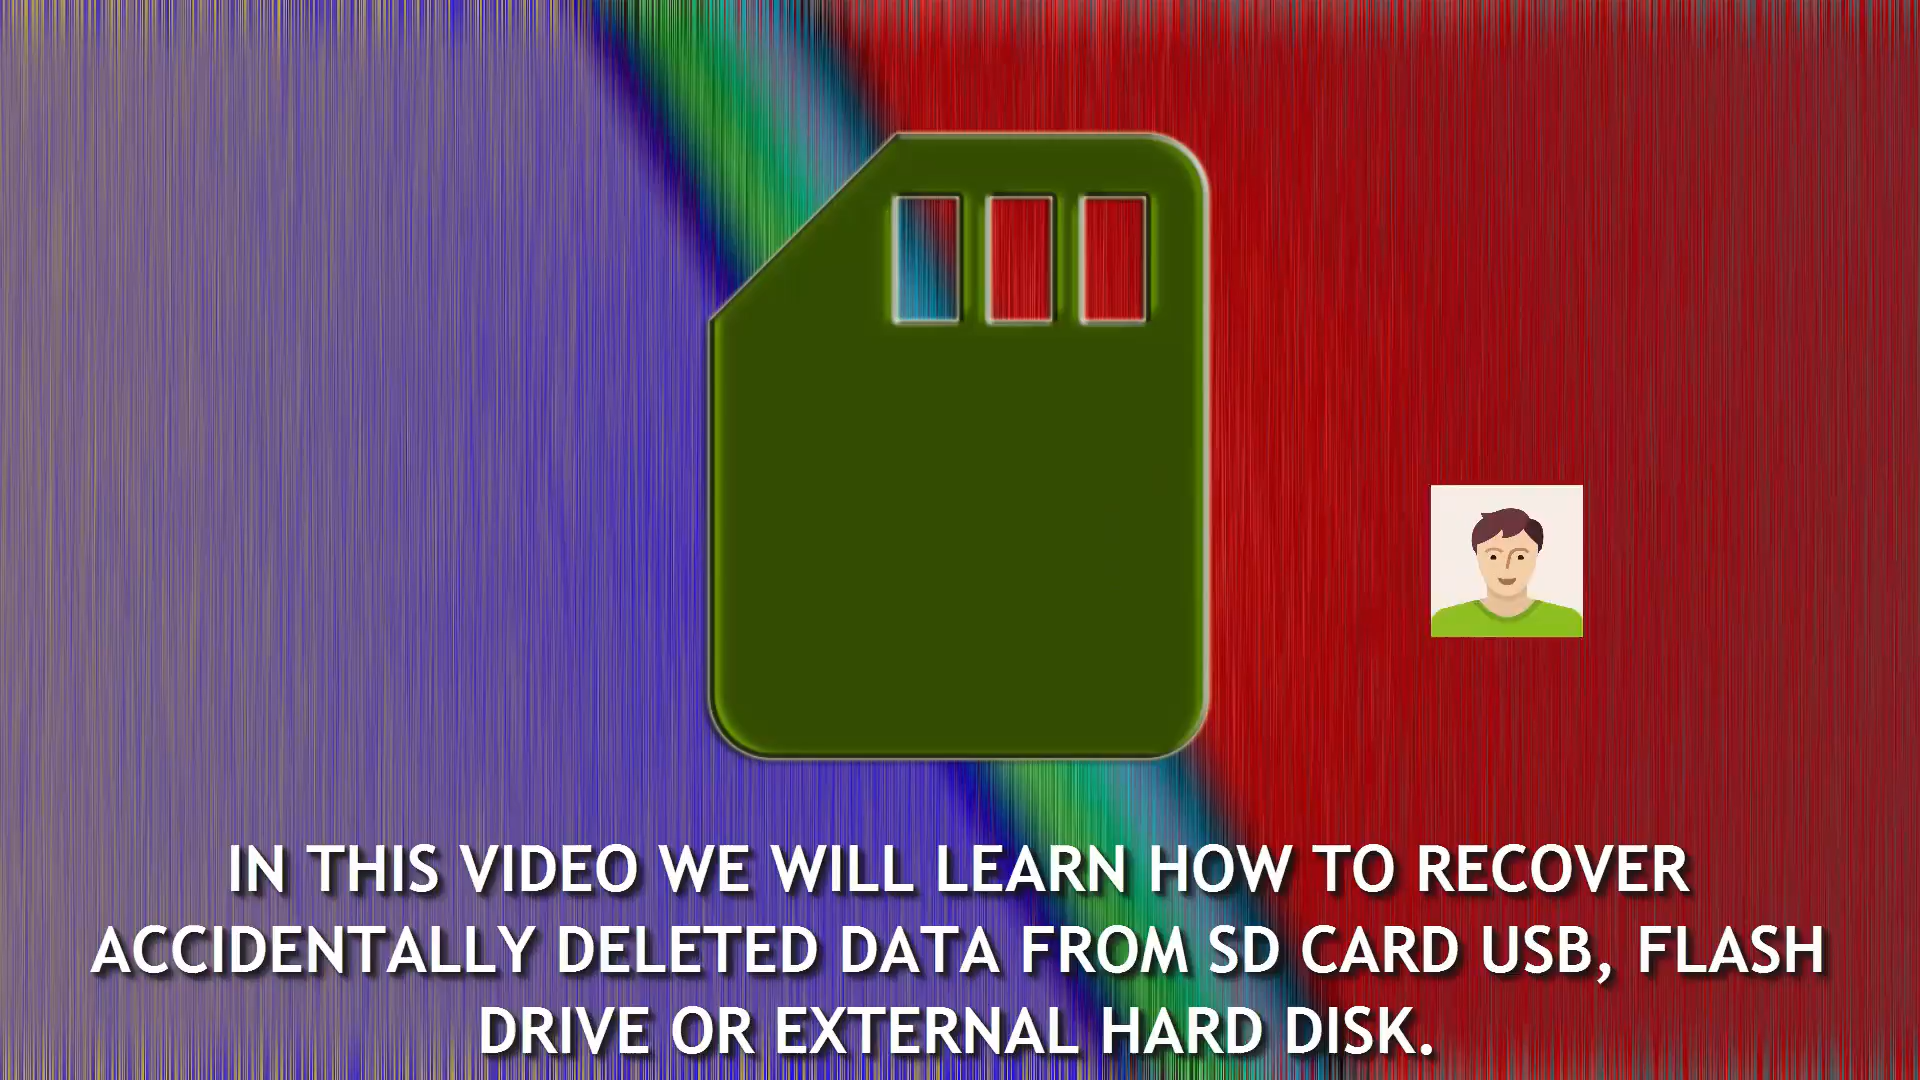 IN THIS VIDEO WE WILL LEARN HOW TO RECOVER
ACCIDENTALLY DELETED DATA FROM SD CARD USB, FLASH
DRIVE OR EXTERNAL HARD DISK.